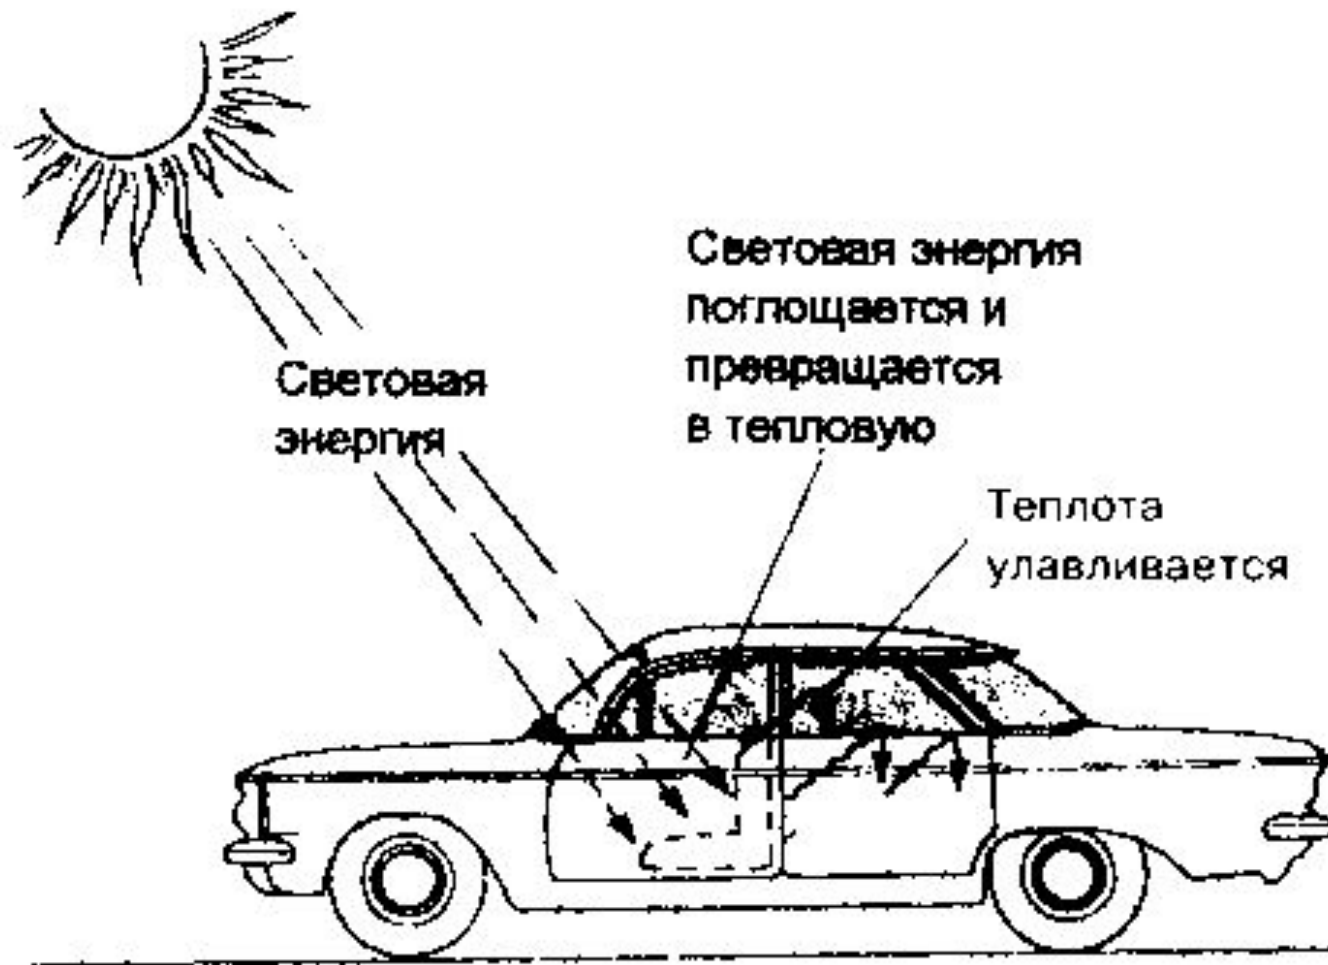 Световая энергия
поглощается и
превращается
в тепловую
Световая
энергия
Теплота
улавливается